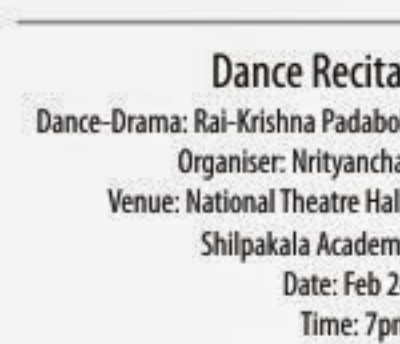 Dance Recita
Dance-Drama: Rai-Krishna Padabo
Organiser: Nrityancha
Venue: National Theatre Hal
Shilpakala Academ
Date: Feb 2
Time: 7p